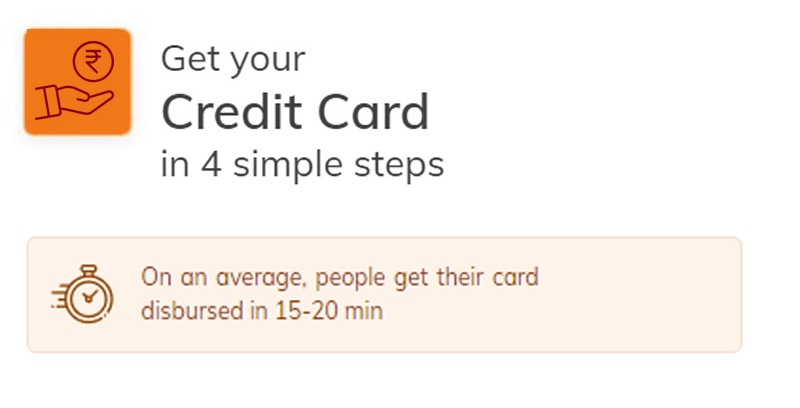 ₹
Get your
Credit Card
in 4 simple steps
On an average, people get their card
disbursed in 15-20 min